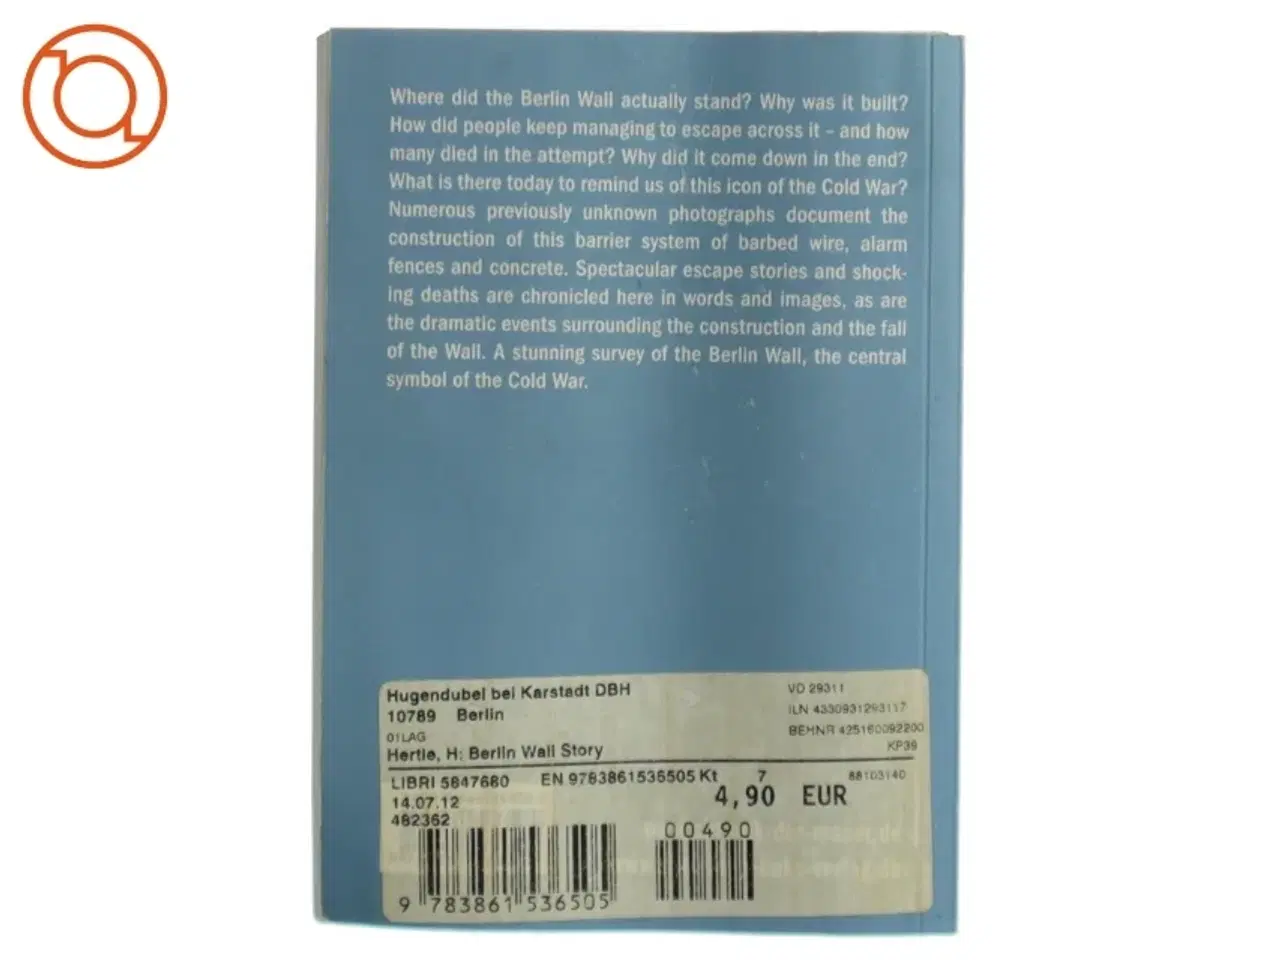 Where did the Berlin Wall actually stand? Why was it built?
How did people keep managing to escape across it – and how
many died in the attempt? Why did it come down in the end?
What is there today to remind us of this icon of the Cold War?
Numerous previously unknown photographs document the
construction of this barrier system of barbed wire, alarm
fences and concrete. Spectacular escape stories and shock-
ing deaths are chronicled here in words and images, as are
the dramatic events surrounding the construction and the fall
of the Wall. A stunning survey of the Berlin Wall, the central
symbol of the Cold War.
Hugendubel bei Karstadt DBH
VD 29311
10789 Berlin
ILN 4330931293117
01LAG
BEHNR 425160092200
Hertle, H: Berlin Wall Story
KP39
LIBRI 5847680 EN 9783861536505 Kt 7 88103140
14.07.12
4,90 EUR
482362
00490
9 783861 536505